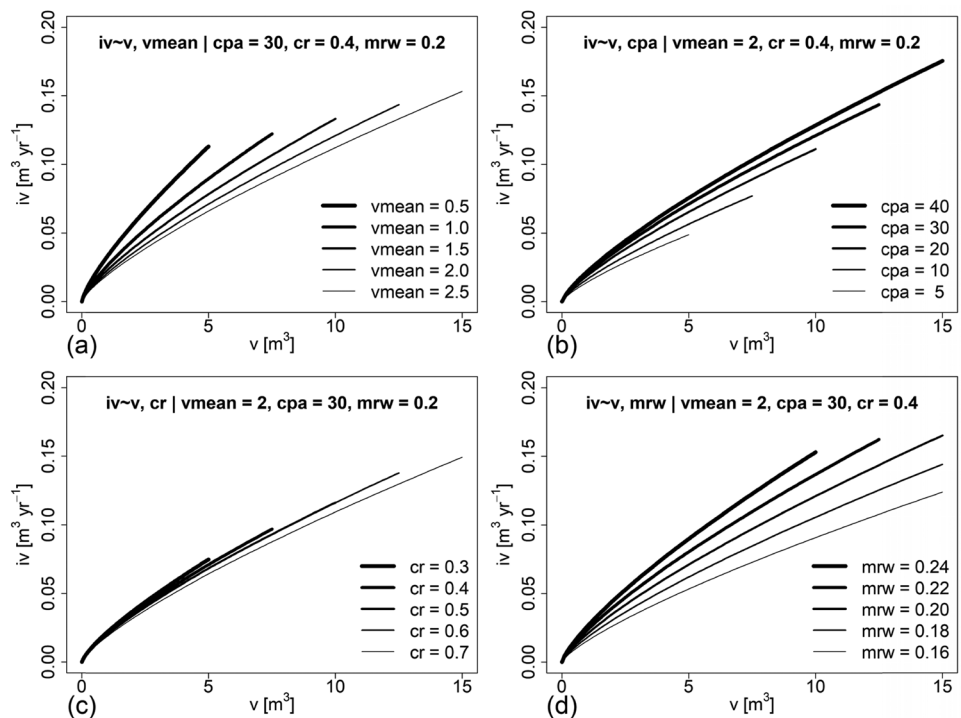 iv~v, vmean | cpa = 30, cr = 0.4, mrw = 0.2
0.20
0.15
0.10
0.05
0.00
iv [m³ yr⁻¹]
vmean = 0.5
vmean = 1.0
vmean = 1.5
vmean = 2.0
vmean = 2.5
0 5 10 15
(a) v [m³]
iv~v, cpa | vmean = 2, cr = 0.4, mrw = 0.2
0.20
0.15
0.10
0.05
0.00
iv [m³ yr⁻¹]
cpa = 40
cpa = 30
cpa = 20
cpa = 10
cpa = 5
0 5 10 15
(b) v [m³]
iv~v, cr | vmean = 2, cpa = 30, mrw = 0.2
0.20
0.15
0.10
0.05
0.00
iv [m³ yr⁻¹]
cr = 0.3
cr = 0.4
cr = 0.5
cr = 0.6
cr = 0.7
0 5 10 15
(c) v [m³]
iv~v, mrw | vmean = 2, cpa = 30, cr = 0.4
0.20
0.15
0.10
0.05
0.00
iv [m³ yr⁻¹]
mrw = 0.24
mrw = 0.22
mrw = 0.20
mrw = 0.18
mrw = 0.16
0 5 10 15
(d) v [m³]